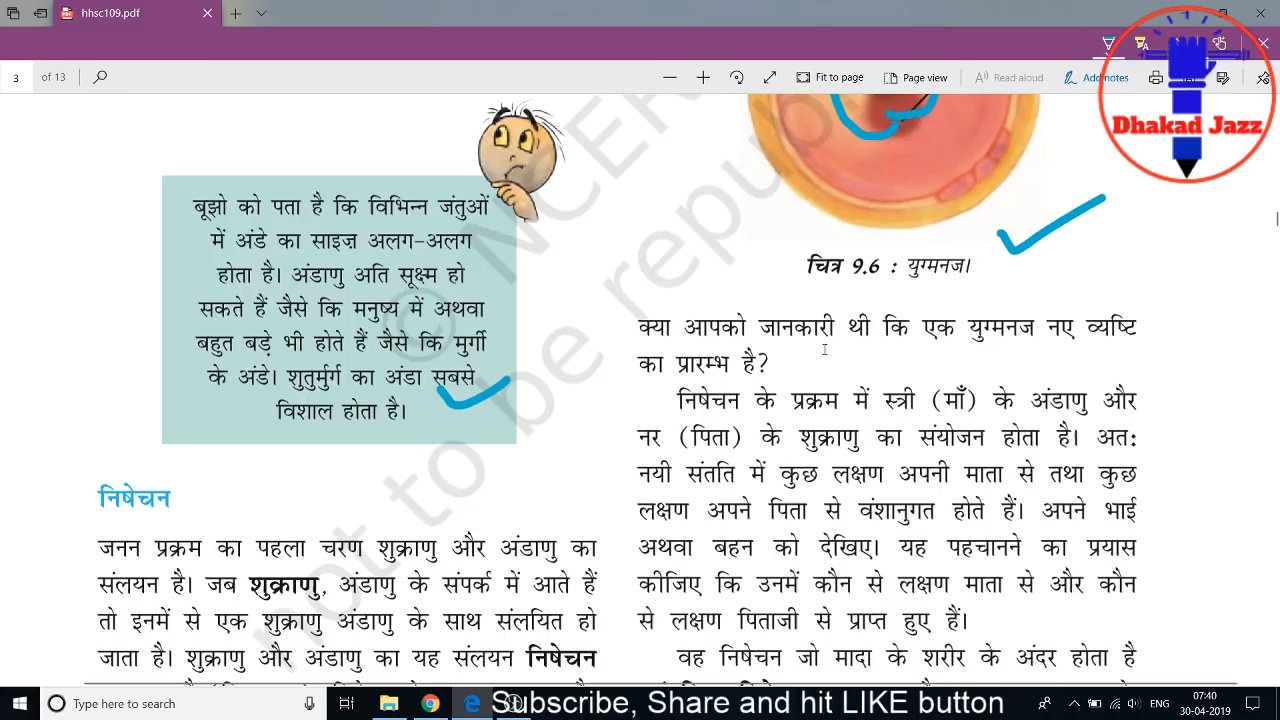 hhsc109.pdf
3 of 13
Fit to page
Page view
Read aloud
Add notes
Dhakad Jazz
© NCER
not to be repub
बूझो को पता है कि विभिन्न जंतुओं
में अंडे का साइज़ अलग-अलग
होता है। अंडाणु अति सूक्ष्म हो
सकते हैं जैसे कि मनुष्य में अथवा
बहुत बड़े भी होते हैं जैसे कि मुर्गी
के अंडे। शुतुर्मुर्ग का अंडा सबसे
विशाल होता है।
निषेचन
जनन प्रक्रम का पहला चरण शुक्राणु और अंडाणु का
संलयन है। जब शुक्राणु, अंडाणु के संपर्क में आते हैं
तो इनमें से एक शुक्राणु अंडाणु के साथ संलयित हो
जाता है। शुक्राणु और अंडाणु का यह संलयन निषेचन
चित्र 9.6 : युग्मनज।
क्या आपको जानकारी थी कि एक युग्मनज नए व्यष्टि
का प्रारम्भ है?
निषेचन के प्रक्रम में स्त्री (माँ) के अंडाणु और
नर (पिता) के शुक्राणु का संयोजन होता है। अतः
नयी संतति में कुछ लक्षण अपनी माता से तथा कुछ
लक्षण अपने पिता से वंशानुगत होते हैं। अपने भाई
अथवा बहन को देखिए। यह पहचानने का प्रयास
कीजिए कि उनमें कौन से लक्षण माता से और कौन
से लक्षण पिताजी से प्राप्त हुए हैं।
वह निषेचन जो मादा के शरीर के अंदर होता है
Type here to search
Subscribe, Share and hit LIKE button
ENG
07:40
30-04-2019